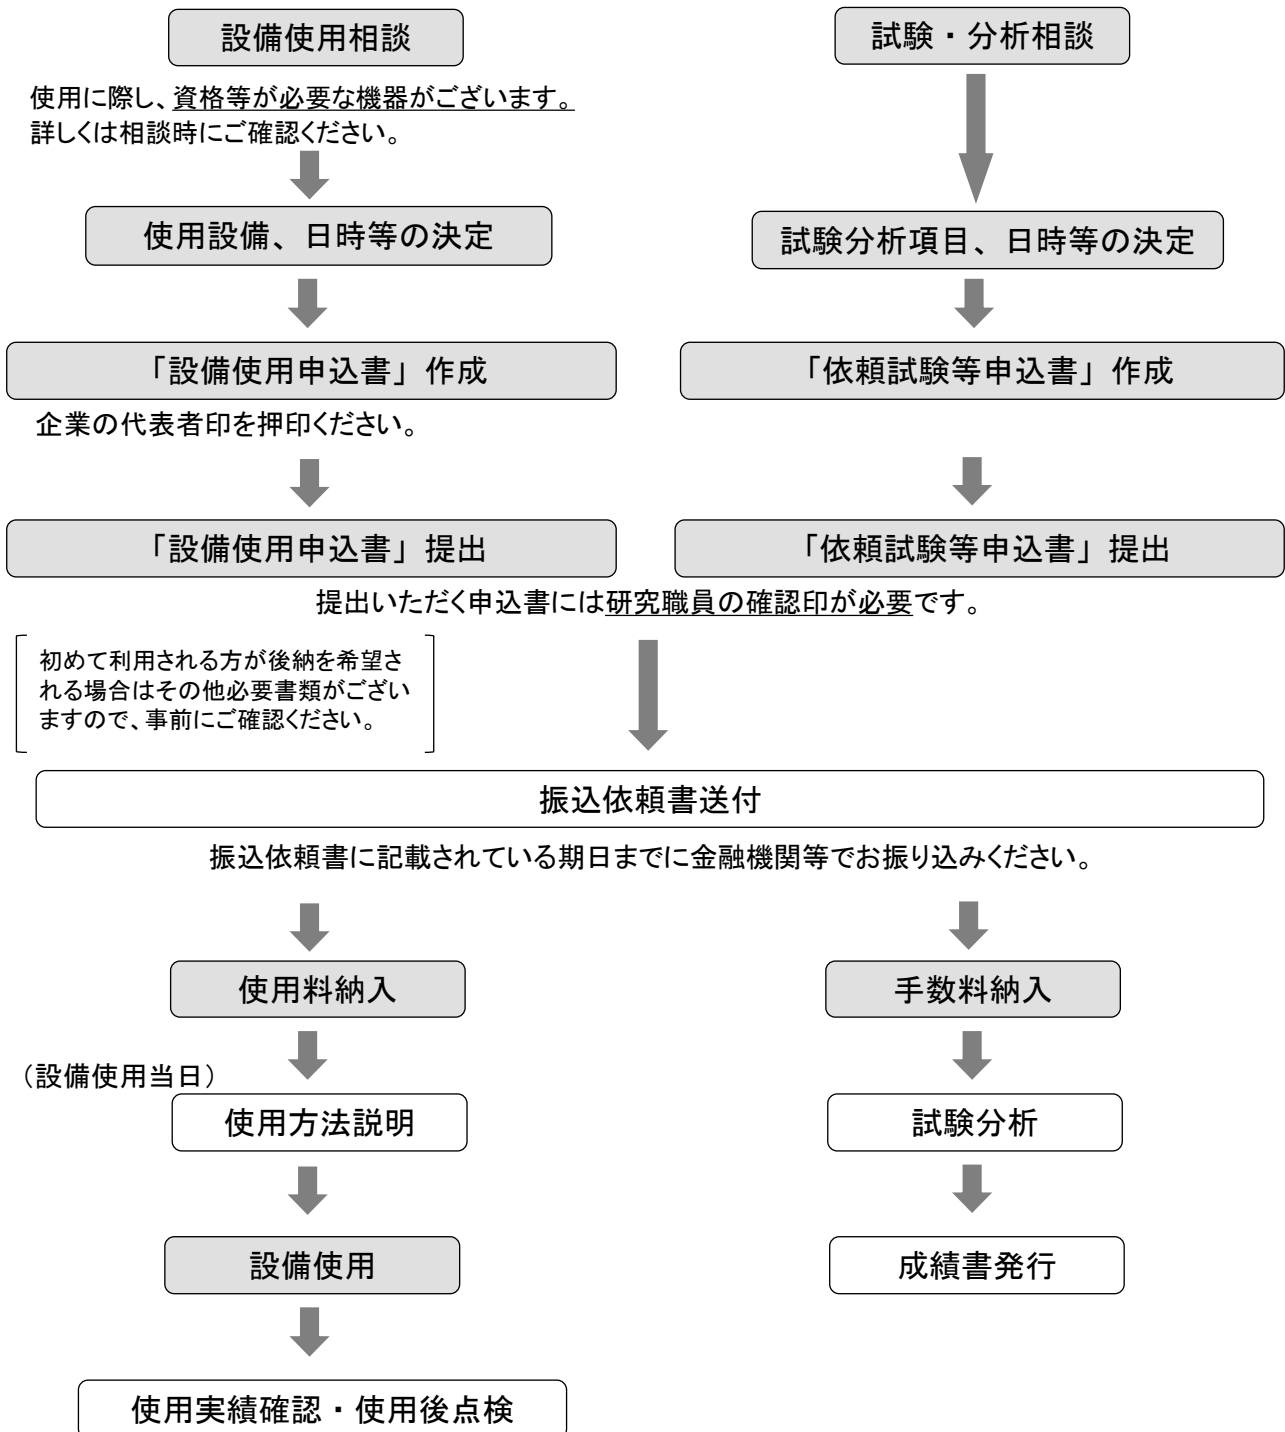 設備使用相談
試験・分析相談
使用に際し、資格等が必要な機器がございます。
詳しくは相談時にご確認ください。
使用設備、日時等の決定
試験分析項目、日時等の決定
「設備使用申込書」作成
「依頼試験等申込書」作成
企業の代表者印を押印ください。
「設備使用申込書」提出
「依頼試験等申込書」提出
提出いただく申込書には研究職員の確認印が必要です。
初めて利用される方が後納を希望さ
れる場合はその他必要書類がござい
ますので、事前にご確認ください。
振込依頼書送付
振込依頼書に記載されている期日までに金融機関等でお振り込みください。
使用料納入
手数料納入
（設備使用当日）
使用方法説明
試験分析
設備使用
成績書発行
使用実績確認・使用後点検